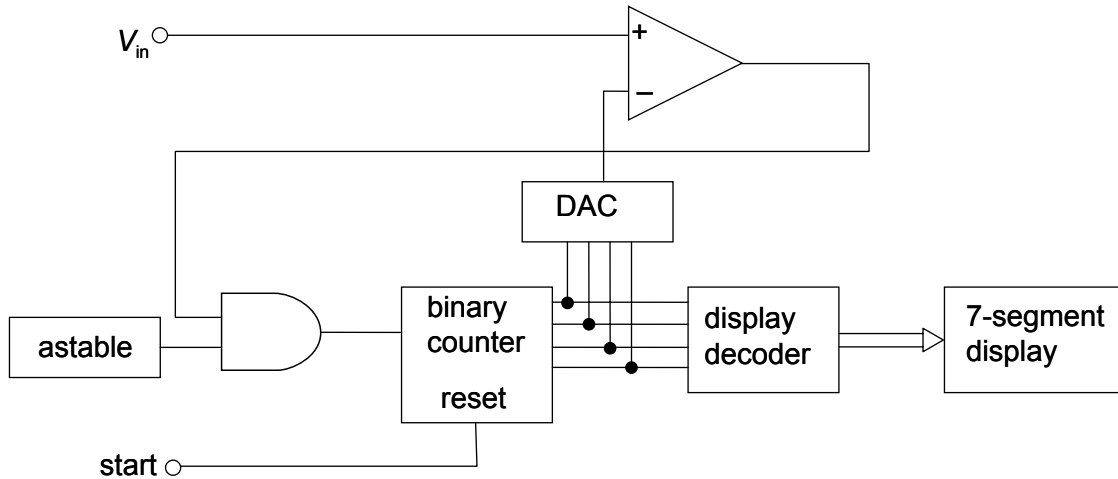 V
in
+
−
DAC
binary
counter
reset
display
decoder
7-segment
display
astable
start